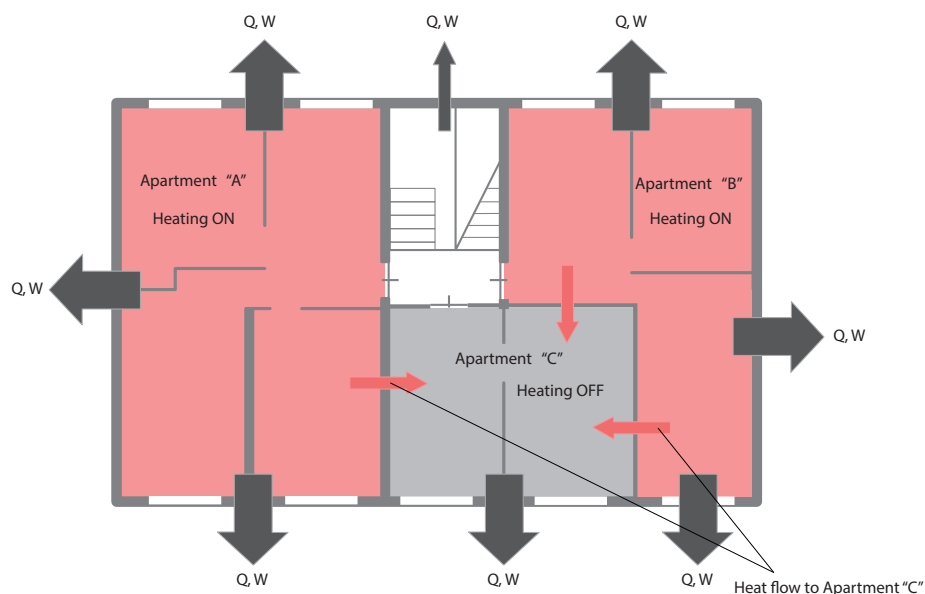 Q, W
Q, W
Q, W
Apartment "A"
Heating ON
Apartment "B"
Heating ON
Q, W
Q, W
Apartment "C"
Heating OFF
Q, W
Q, W
Q, W
Heat flow to Apartment "C"